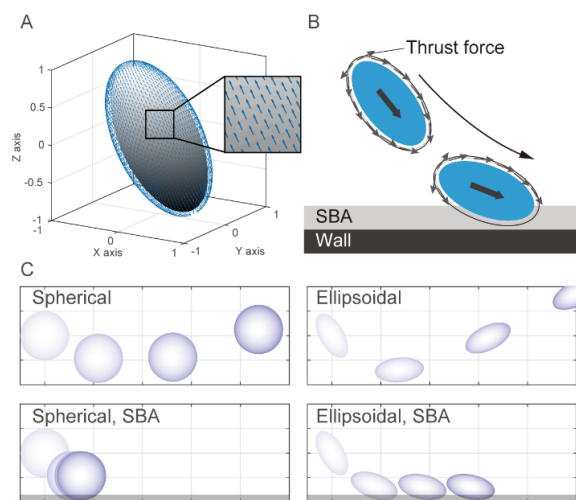 A
1
0.5
0
-0.5
-1
-1
0
1
-1
0
1
Z axis
X axis
Y axis
B
Thrust force
SBA
Wall
C
Spherical
Ellipsoidal
Spherical, SBA
Ellipsoidal, SBA